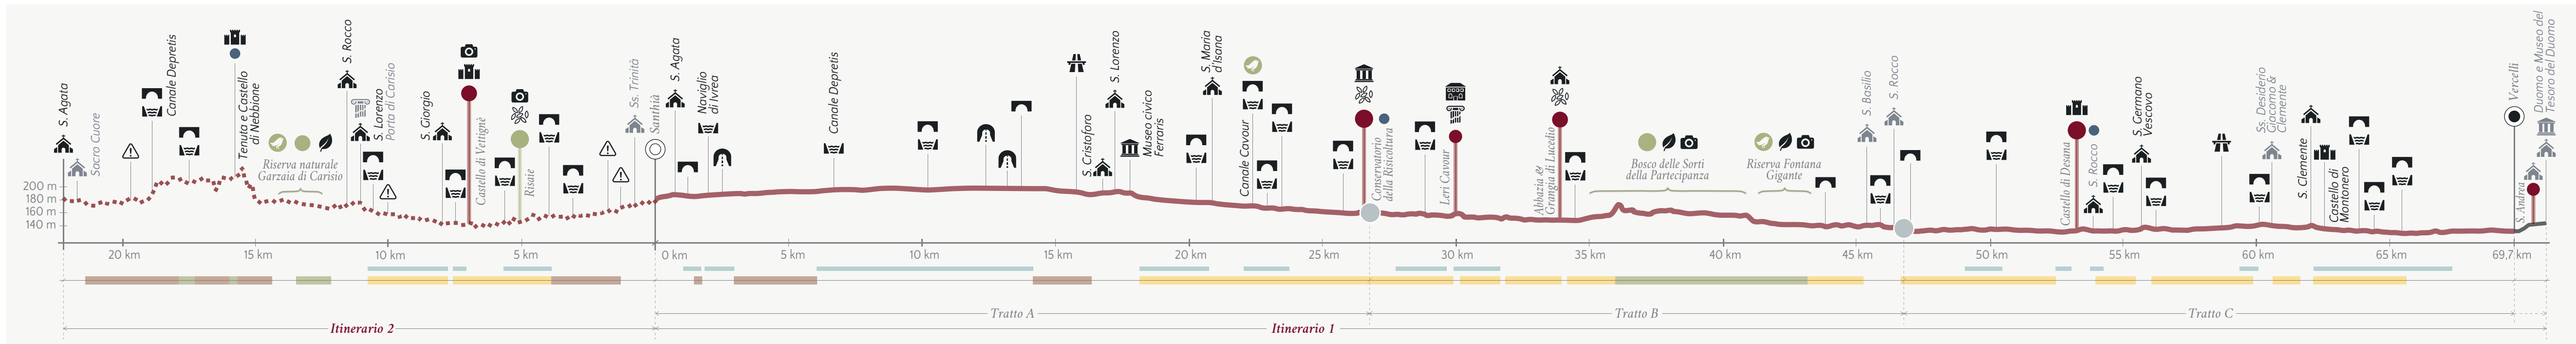 S. Agata
Sacro Cuore
Canale Depretis
Tenuta e Castello
di Nebbione
Riserva naturale
Garzaia di Carisio
S. Rocco
S. Lorenzo
Porta di Carisio
S. Giorgio
Castello di Vettignè
Risaie
Ss. Trinità
Santhià
S. Agata
Naviglio
di Ivrea
Canale Depretis
S. Cristoforo
S. Lorenzo
Museo civico
Ferraris
S. Maria
d'Isana
Canale Cavour
Conservatorio
della Risicoltura
Leri Cavour
Abbazia &
Grangia di Lucedio
Bosco delle Sorti
della Partecipanza
Riserva Fontana
Gigante
S. Basilio
S. Rocco
Castello di Desana
S. Rocco
S. Germano
Vescovo
Ss. Desiderio
Giacomo &
Clemente
S. Clemente
Castello di
Montonero
Vercelli
S. Andrea
Duomo e Museo del
Tesoro del Duomo
200 m
180 m
160 m
140 m
20 km
15 km
10 km
5 km
0 km
5 km
10 km
15 km
20 km
25 km
30 km
35 km
40 km
45 km
50 km
55 km
60 km
65 km
69,7 km
Tratto A
Tratto B
Tratto C
Itinerario 2
Itinerario 1